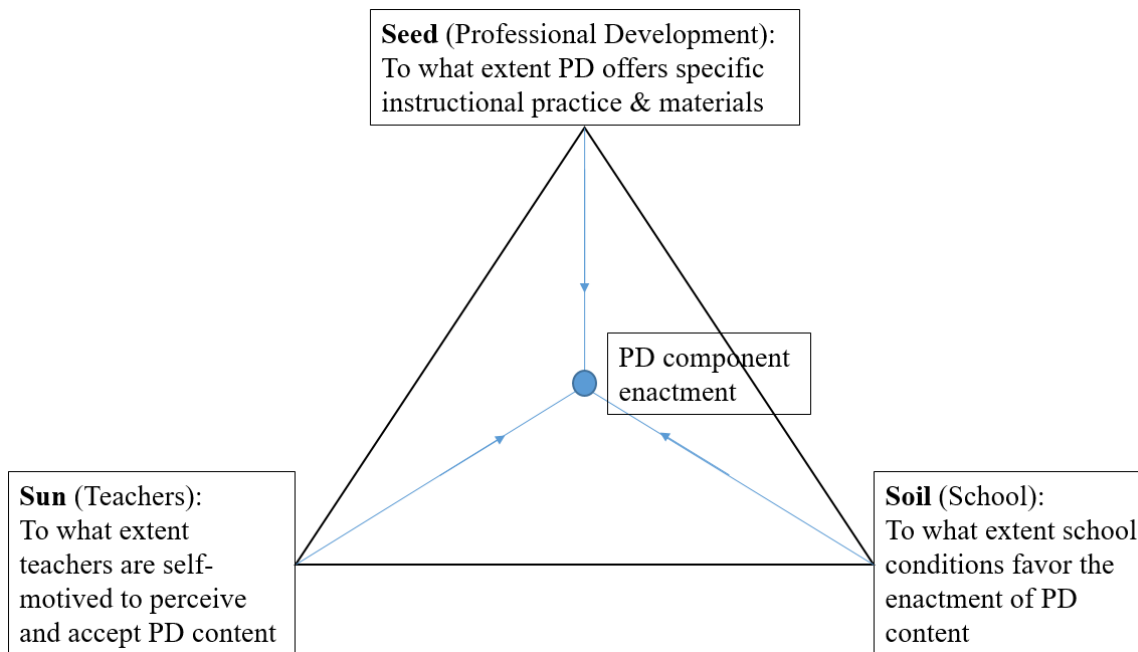 Seed (Professional Development):
To what extent PD offers specific
instructional practice & materials
PD component
enactment
Sun (Teachers):
To what extent
teachers are self-
motived to perceive
and accept PD content
Soil (School):
To what extent school
conditions favor the
enactment of PD
content